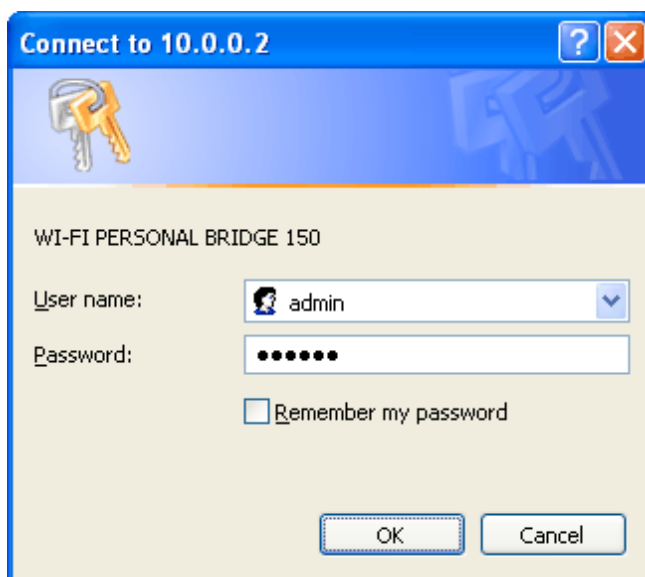 Connect to 10.0.0.2
WI-FI PERSONAL BRIDGE 150
User name: admin
Password: ••••••
Remember my password
OK Cancel